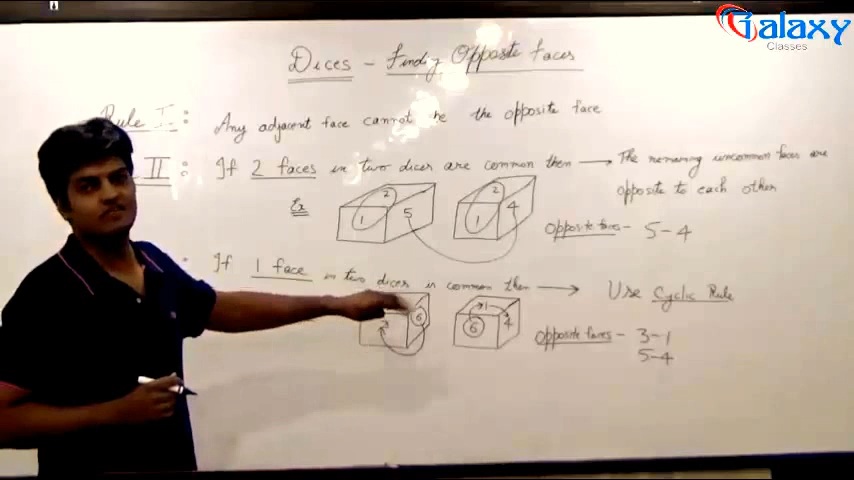 Galaxy
Classes
Dices - Finding Opposite Faces
Rule I : Any adjacent face cannot be the opposite face
II : If 2 faces in two dices are common then → The remaining uncommon faces are
opposite to each other
Ex
1 2 5
1 2 4
Opposite faces - 5-4
If 1 face in two dices is common then → Use Cyclic Rule
3 6
6 1 4
Opposite faces - 3-1
5-4